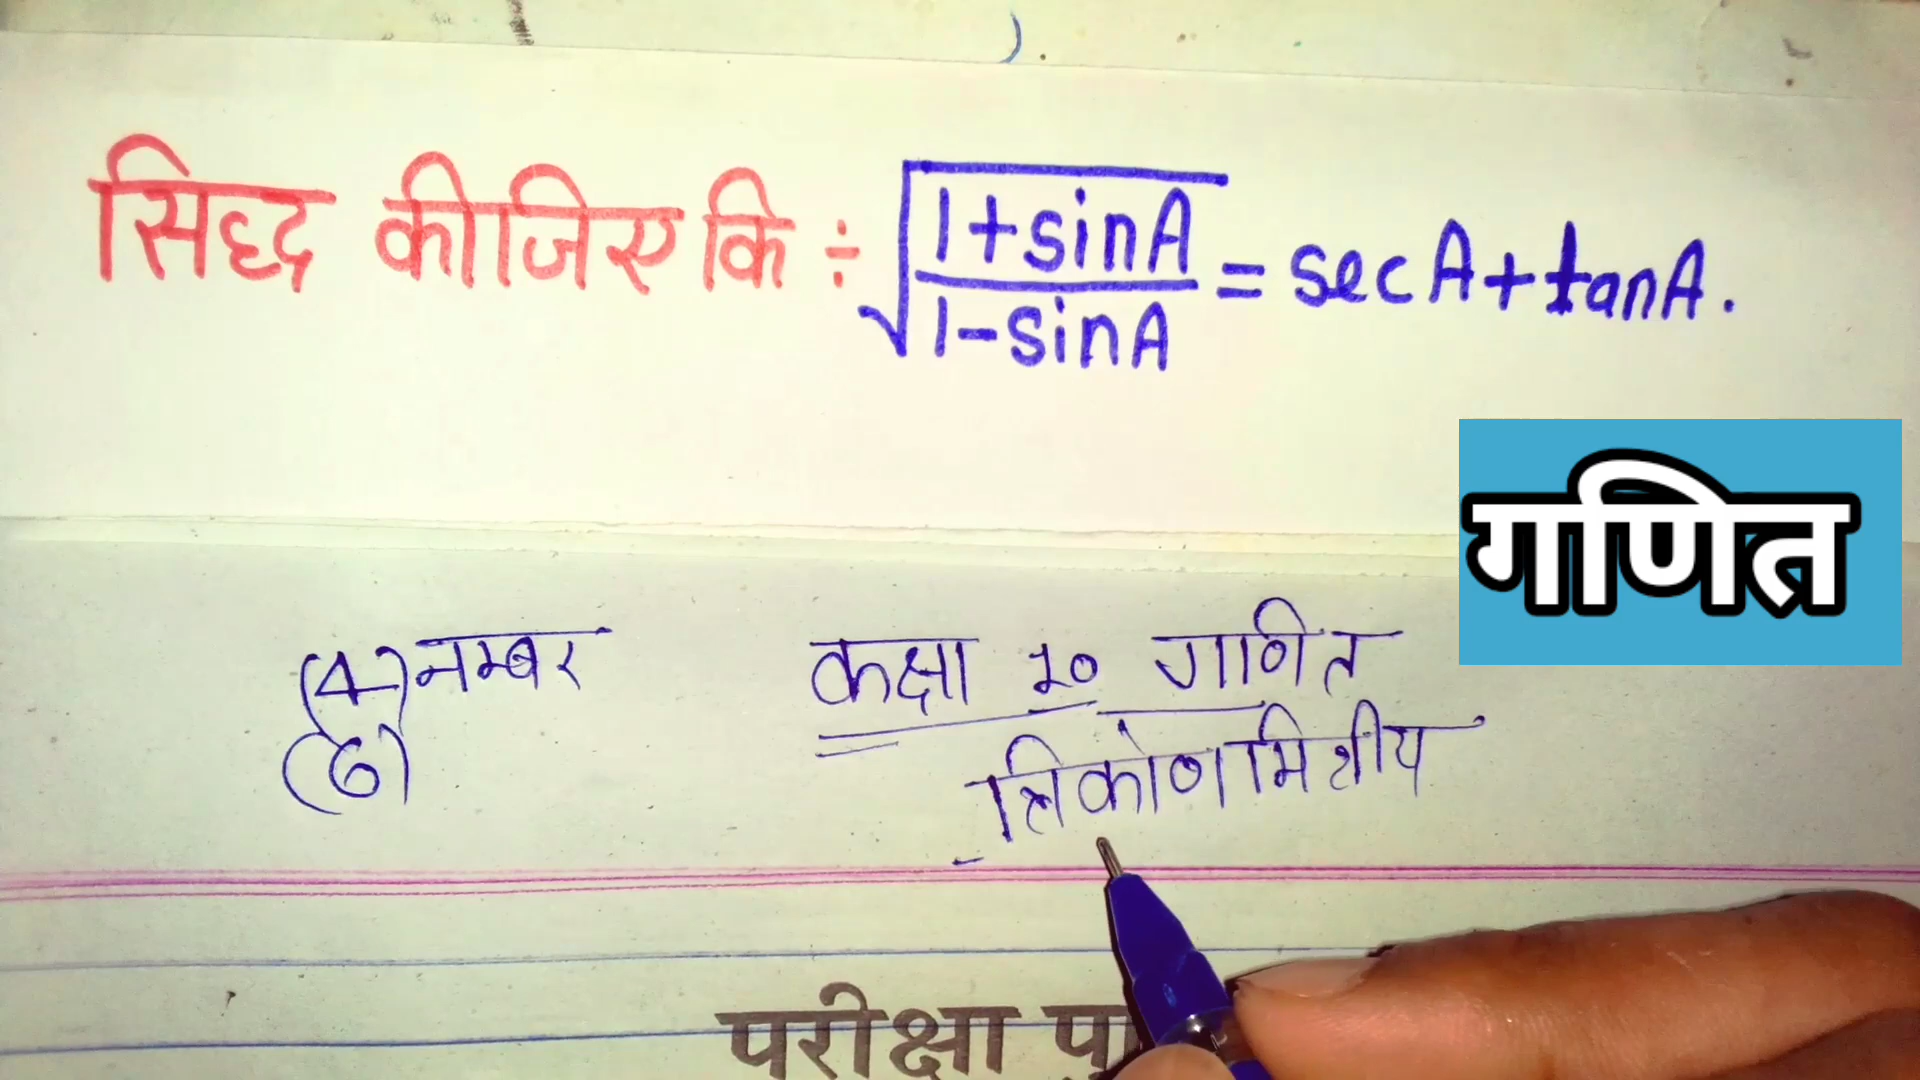 सिद्ध कीजिए कि ÷ √(1+sinA / 1-sinA) = secA + tanA.
गणित
(4) नम्बर
(6)
कक्षा 10 गणित
त्रिकोणमितीय
परीक्षा